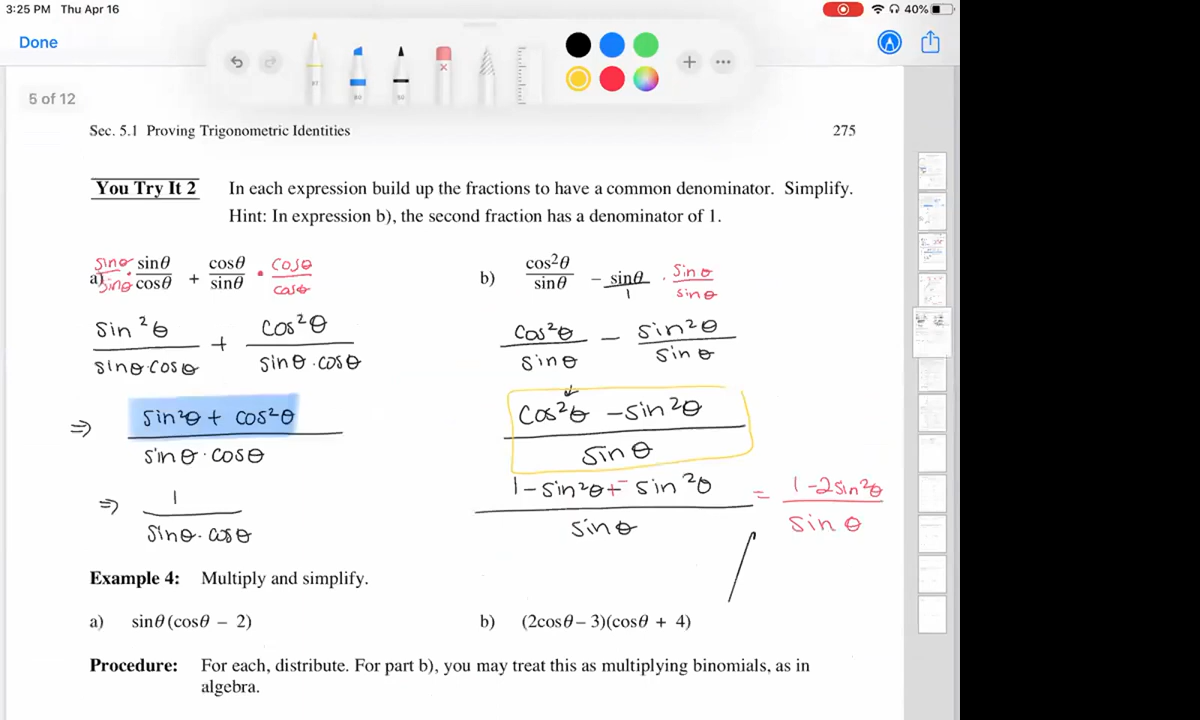 3:25 PM Thu Apr 16
40%
Done
5 of 12
Sec. 5.1 Proving Trigonometric Identities 275
You Try It 2 In each expression build up the fractions to have a common denominator. Simplify.
Hint: In expression b), the second fraction has a denominator of 1.
a) sinθ/sinθ · sinθ/cosθ + cosθ/sinθ · cosθ/cosθ
sin²θ/(sinθ·cosθ) + cos²θ/(sinθ·cosθ)
⇒ (sin²θ + cos²θ)/(sinθ·cosθ)
⇒ 1/(sinθ·cosθ)
b) cos²θ/sinθ − sinθ/1 · sinθ/sinθ
cos²θ/sinθ − sin²θ/sinθ
(cos²θ − sin²θ)/sinθ
(1 − sin²θ + − sin²θ)/sinθ = (1 − 2sin²θ)/sinθ
Example 4: Multiply and simplify.
a) sinθ(cosθ − 2) b) (2cosθ − 3)(cosθ + 4)
Procedure: For each, distribute. For part b), you may treat this as multiplying binomials, as in
algebra.